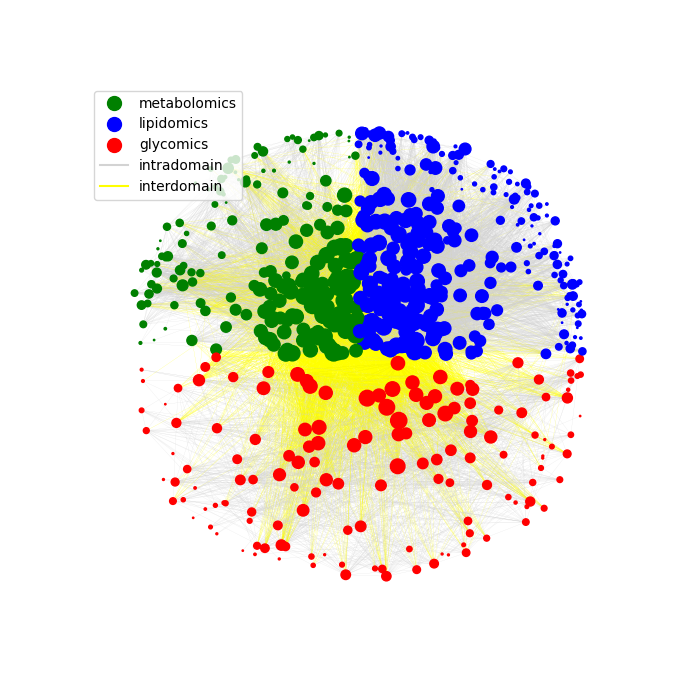 metabolomics
lipidomics
glycomics
intradomain
interdomain